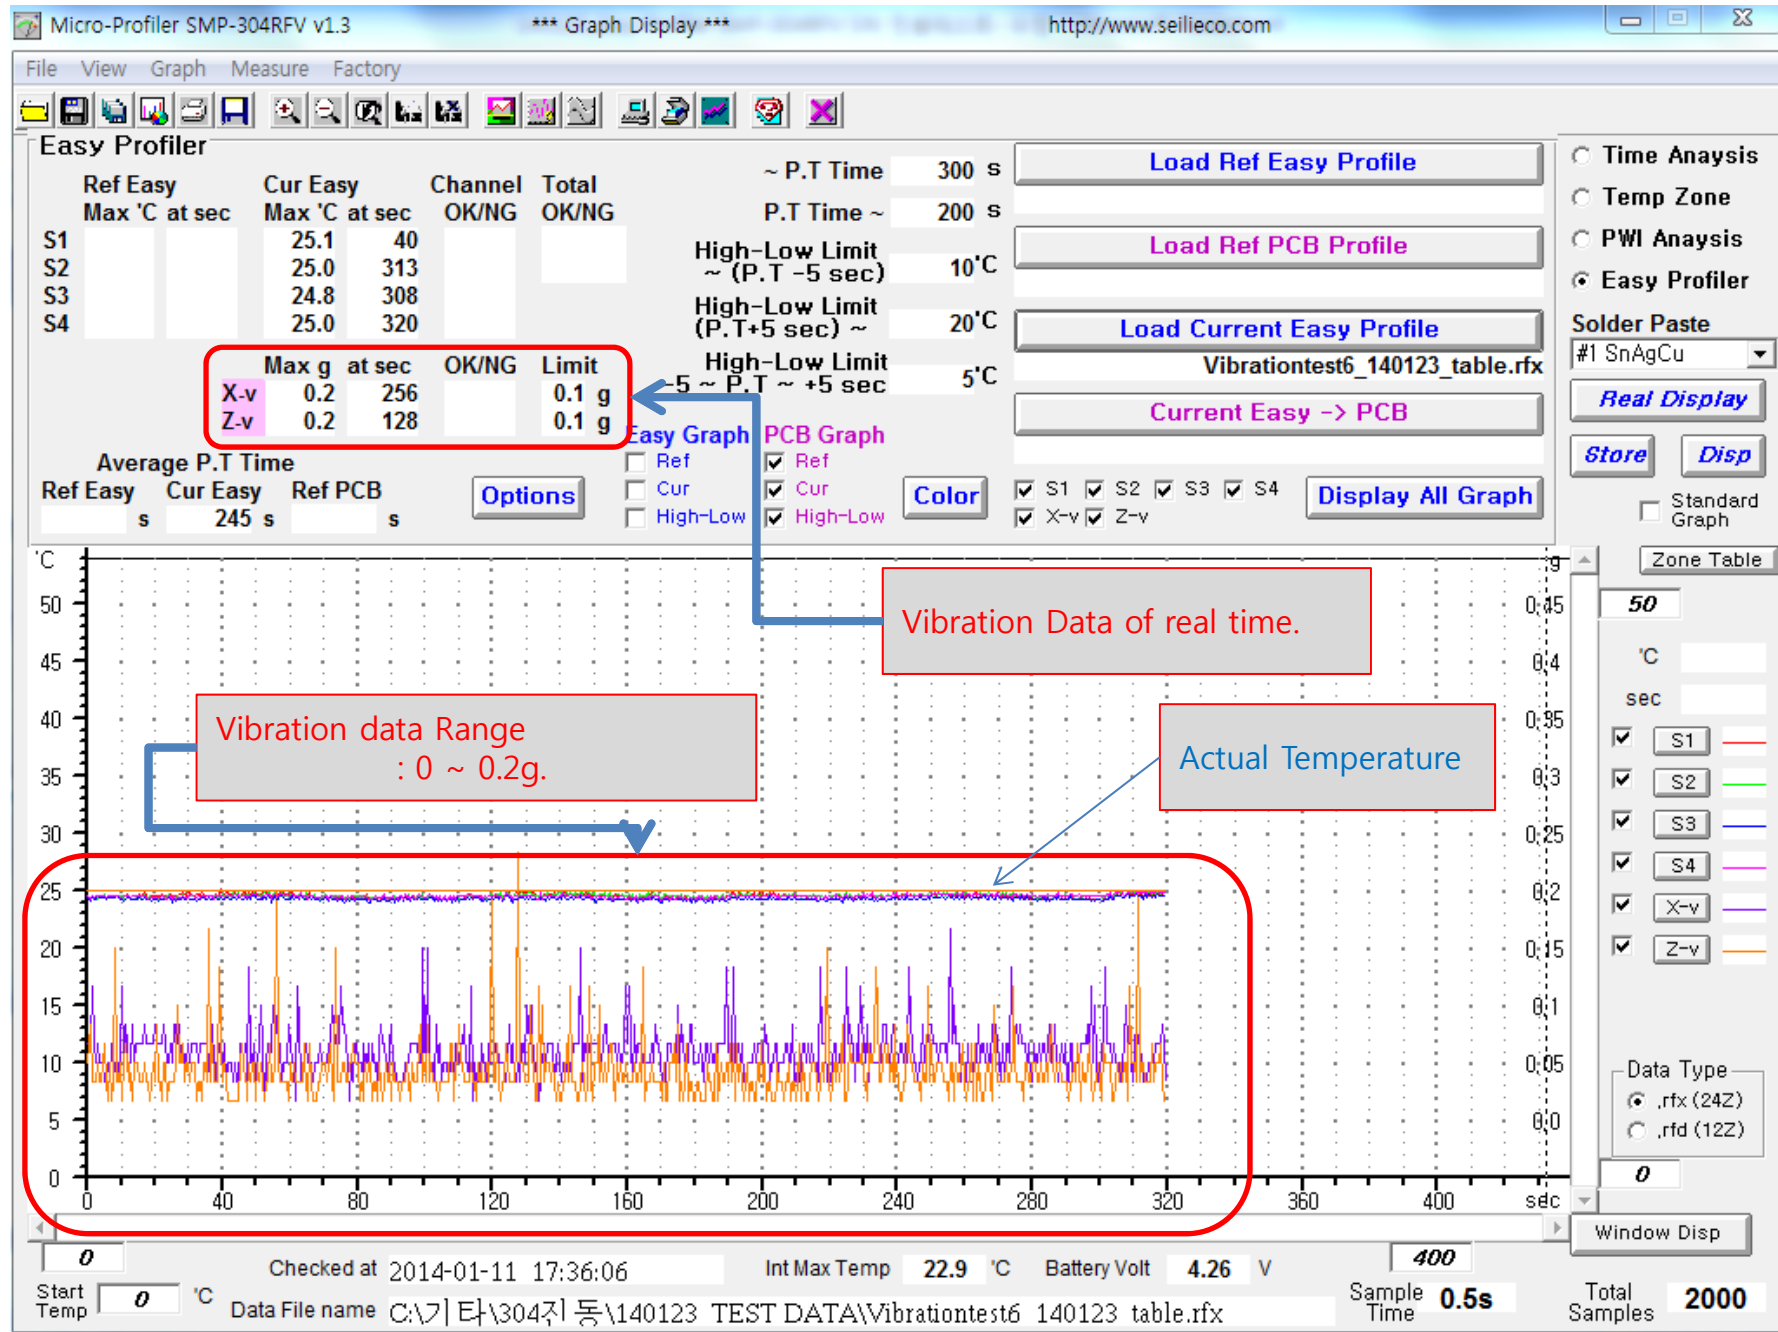 Micro-Profiler SMP-304RFV v1.3 *** Graph Display *** http://www.seilieco.com
File View Graph Measure Factory
Easy Profiler
Ref Easy Cur Easy Channel Total
Max 'C at sec Max 'C at sec OK/NG OK/NG
S1 25.1 40
S2 25.0 313
S3 24.8 308
S4 25.0 320
Max g at sec OK/NG Limit
X-v 0.2 256 0.1 g
Z-v 0.2 128 0.1 g
Average P.T Time
Ref Easy Cur Easy Ref PCB
s 245 s s
Options
~ P.T Time 300 s
P.T Time ~ 200 s
High-Low Limit
~ (P.T -5 sec) 10'C
High-Low Limit
(P.T+5 sec) ~ 20'C
High-Low Limit
-5 ~ P.T ~ +5 sec 5'C
Easy Graph PCB Graph
Ref Ref
Cur Cur
High-Low High-Low
Color
Load Ref Easy Profile
Load Ref PCB Profile
Load Current Easy Profile
Vibrationtest6_140123_table.rfx
Current Easy -> PCB
S1 S2 S3 S4
X-v Z-v
Display All Graph
Time Anaysis
Temp Zone
PWI Anaysis
Easy Profiler
Solder Paste
#1 SnAgCu
Real Display
Store Disp
Standard
Graph
Zone Table
'C g
50 0.45
45 0.4
40 0.35
35 0.3
30 0.25
25 0.2
20 0.15
15 0.1
10 0.05
5 0.0
0
0 40 80 120 160 200 240 280 320 360 400 sec
Vibration Data of real time.
Vibration data Range
: 0 ~ 0.2g.
Actual Temperature
50
'C
sec
S1
S2
S3
S4
X-v
Z-v
Data Type
,rfx (24Z)
,rfd (12Z)
0
Window Disp
0 Checked at 2014-01-11 17:36:06 Int Max Temp 22.9 'C Battery Volt 4.26 V 400
Start
Temp 0 'C Data File name C:\기타\304진동\140123 TEST DATA\Vibrationtest6 140123 table.rfx
Sample
Time 0.5s
Total
Samples 2000